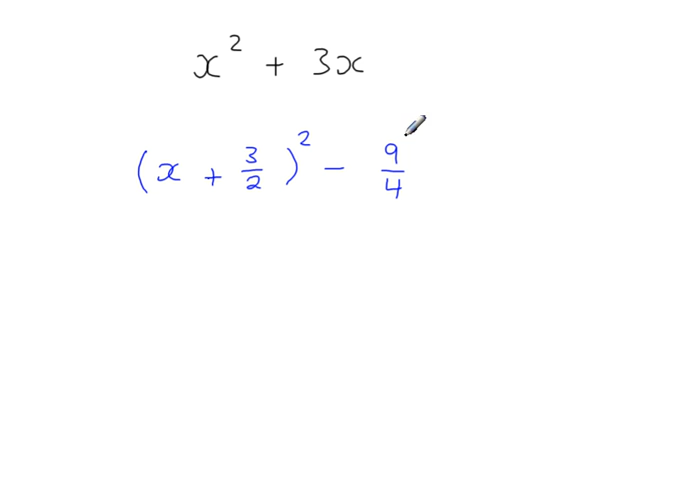 x² + 3x
(x + 3/2)² - 9/4